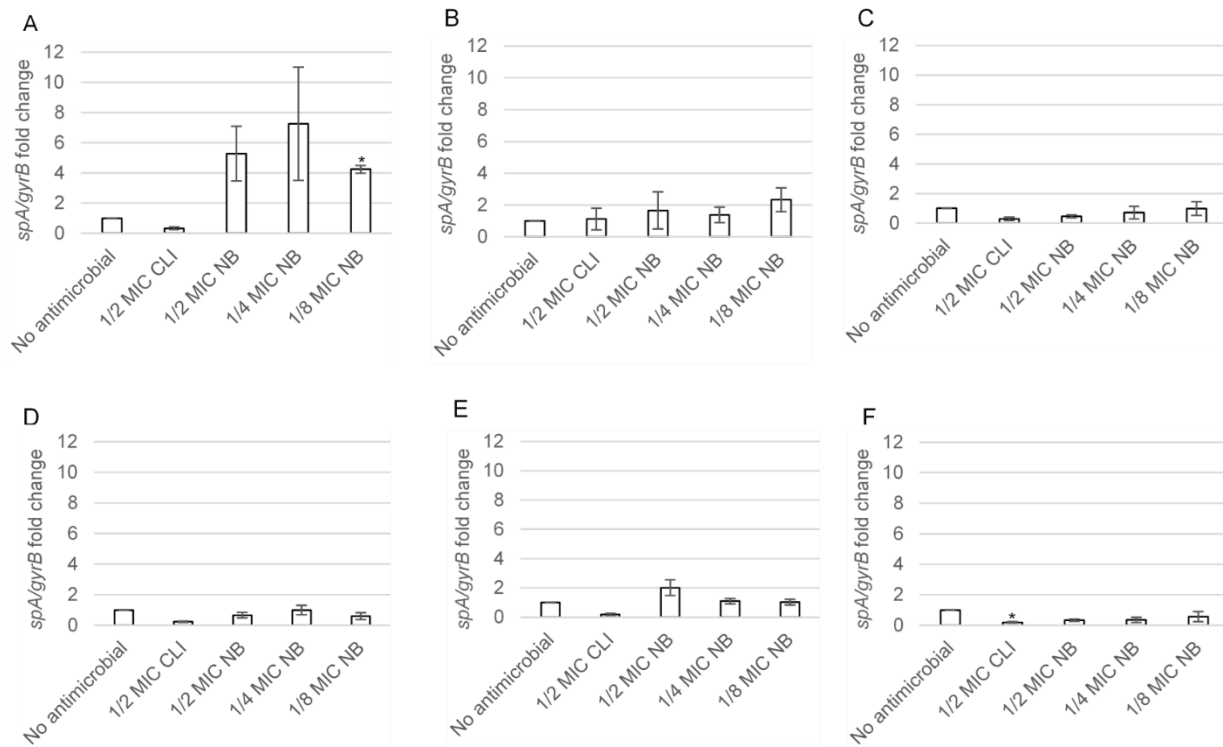 A
spA/gyrB fold change
12
10
8
6
4
2
0
*
No antimicrobial
1/2 MIC CLI
1/2 MIC NB
1/4 MIC NB
1/8 MIC NB
B
spA/gyrB fold change
12
10
8
6
4
2
0
No antimicrobial
1/2 MIC CLI
1/2 MIC NB
1/4 MIC NB
1/8 MIC NB
C
spA/gyrB fold change
12
10
8
6
4
2
0
No antimicrobial
1/2 MIC CLI
1/2 MIC NB
1/4 MIC NB
1/8 MIC NB
D
spA/gyrB fold change
12
10
8
6
4
2
0
No antimicrobial
1/2 MIC CLI
1/2 MIC NB
1/4 MIC NB
1/8 MIC NB
E
spA/gyrB fold change
12
10
8
6
4
2
0
No antimicrobial
1/2 MIC CLI
1/2 MIC NB
1/4 MIC NB
1/8 MIC NB
F
spA/gyrB fold change
12
10
8
6
4
2
0
*
No antimicrobial
1/2 MIC CLI
1/2 MIC NB
1/4 MIC NB
1/8 MIC NB